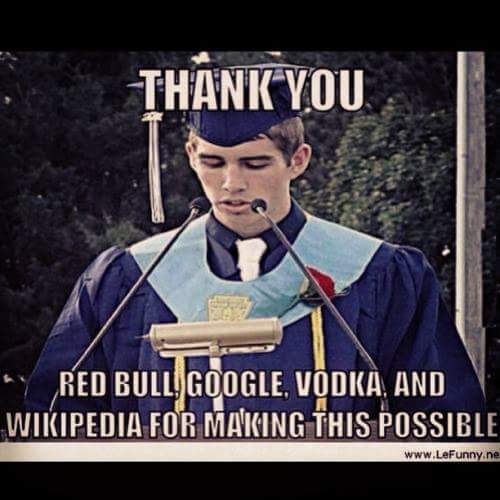 THANK YOU
RED BULL, GOOGLE, VODKA, AND
WIKIPEDIA FOR MAKING THIS POSSIBLE
www.LeFunny.ne